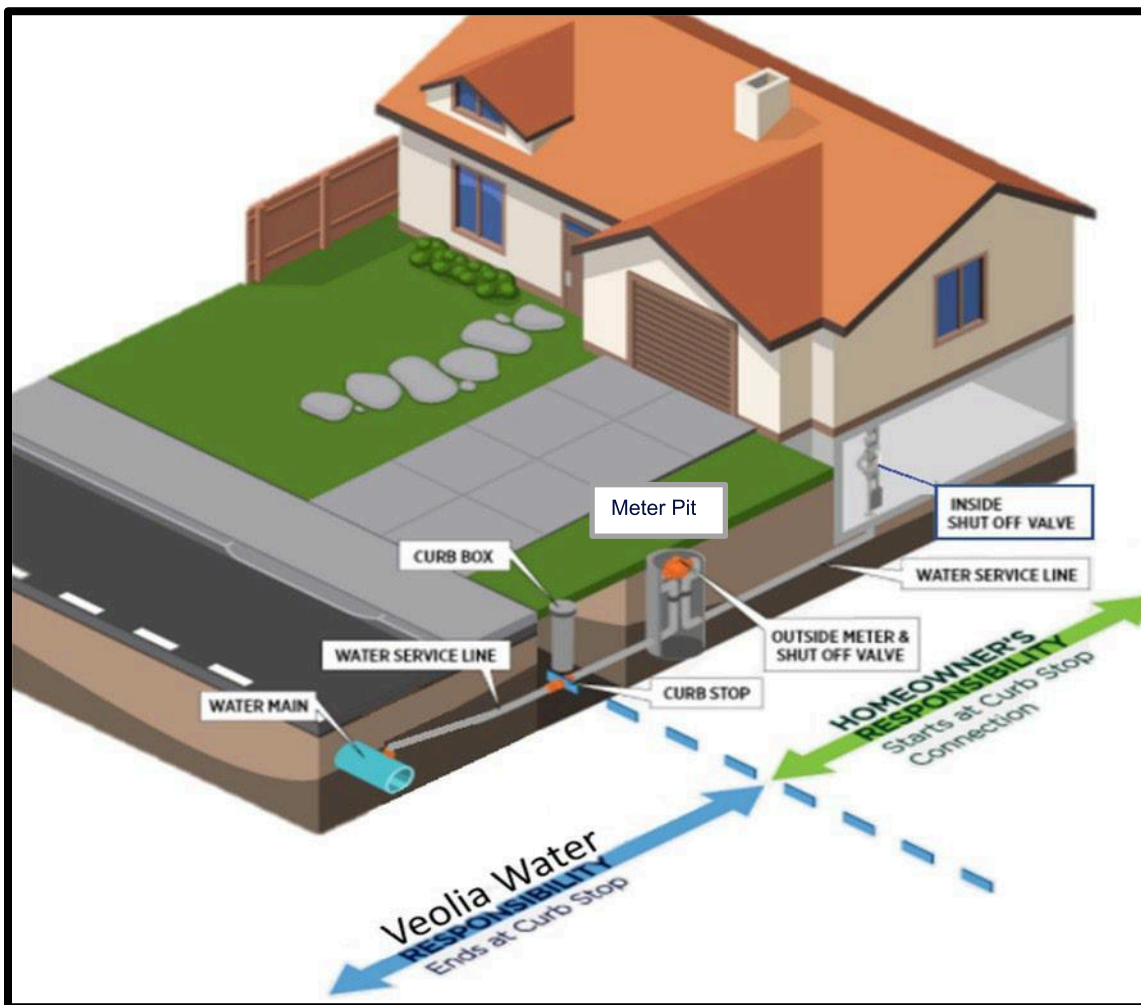 Meter Pit
INSIDE
SHUT OFF VALVE
CURB BOX
WATER SERVICE LINE
OUTSIDE METER &
SHUT OFF VALVE
WATER SERVICE LINE
CURB STOP
WATER MAIN
HOMEOWNER'S
RESPONSIBILITY
Starts at Curb Stop
Connection
Veolia Water
RESPONSIBILITY
Ends at Curb Stop